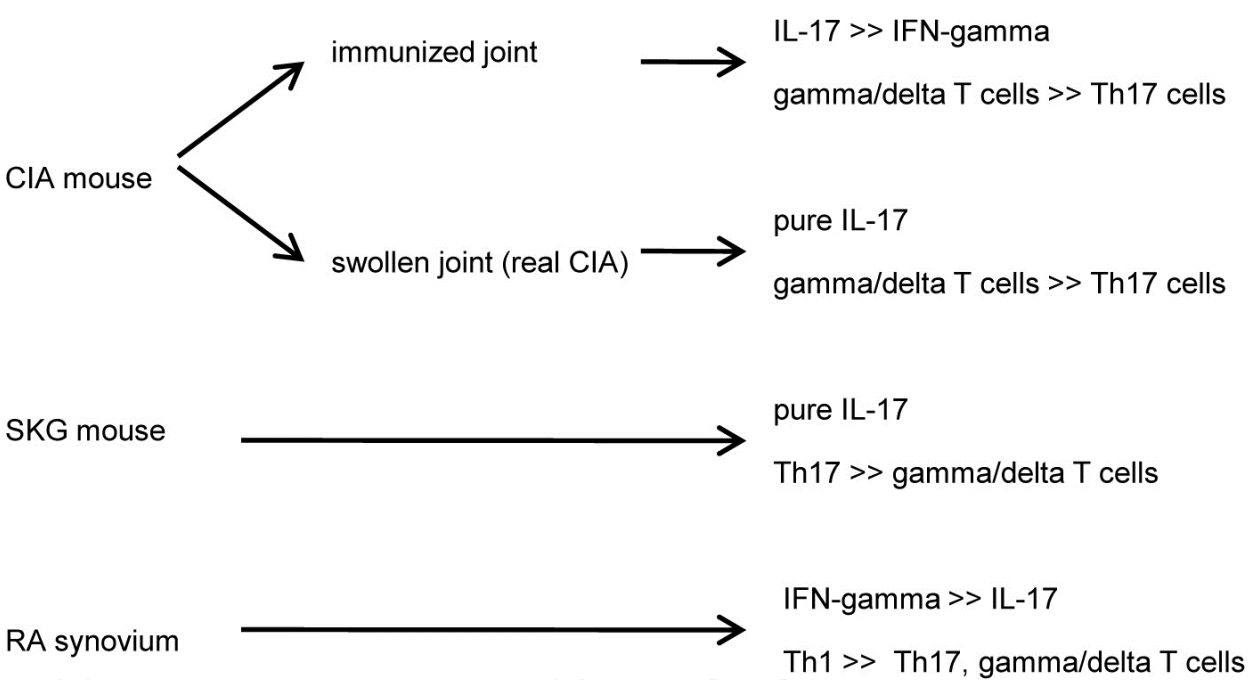 CIA mouse
immunized joint
IL-17 >> IFN-gamma
gamma/delta T cells >> Th17 cells
swollen joint (real CIA)
pure IL-17
gamma/delta T cells >> Th17 cells
SKG mouse
pure IL-17
Th17 >> gamma/delta T cells
RA synovium
IFN-gamma >> IL-17
Th1 >> Th17, gamma/delta T cells